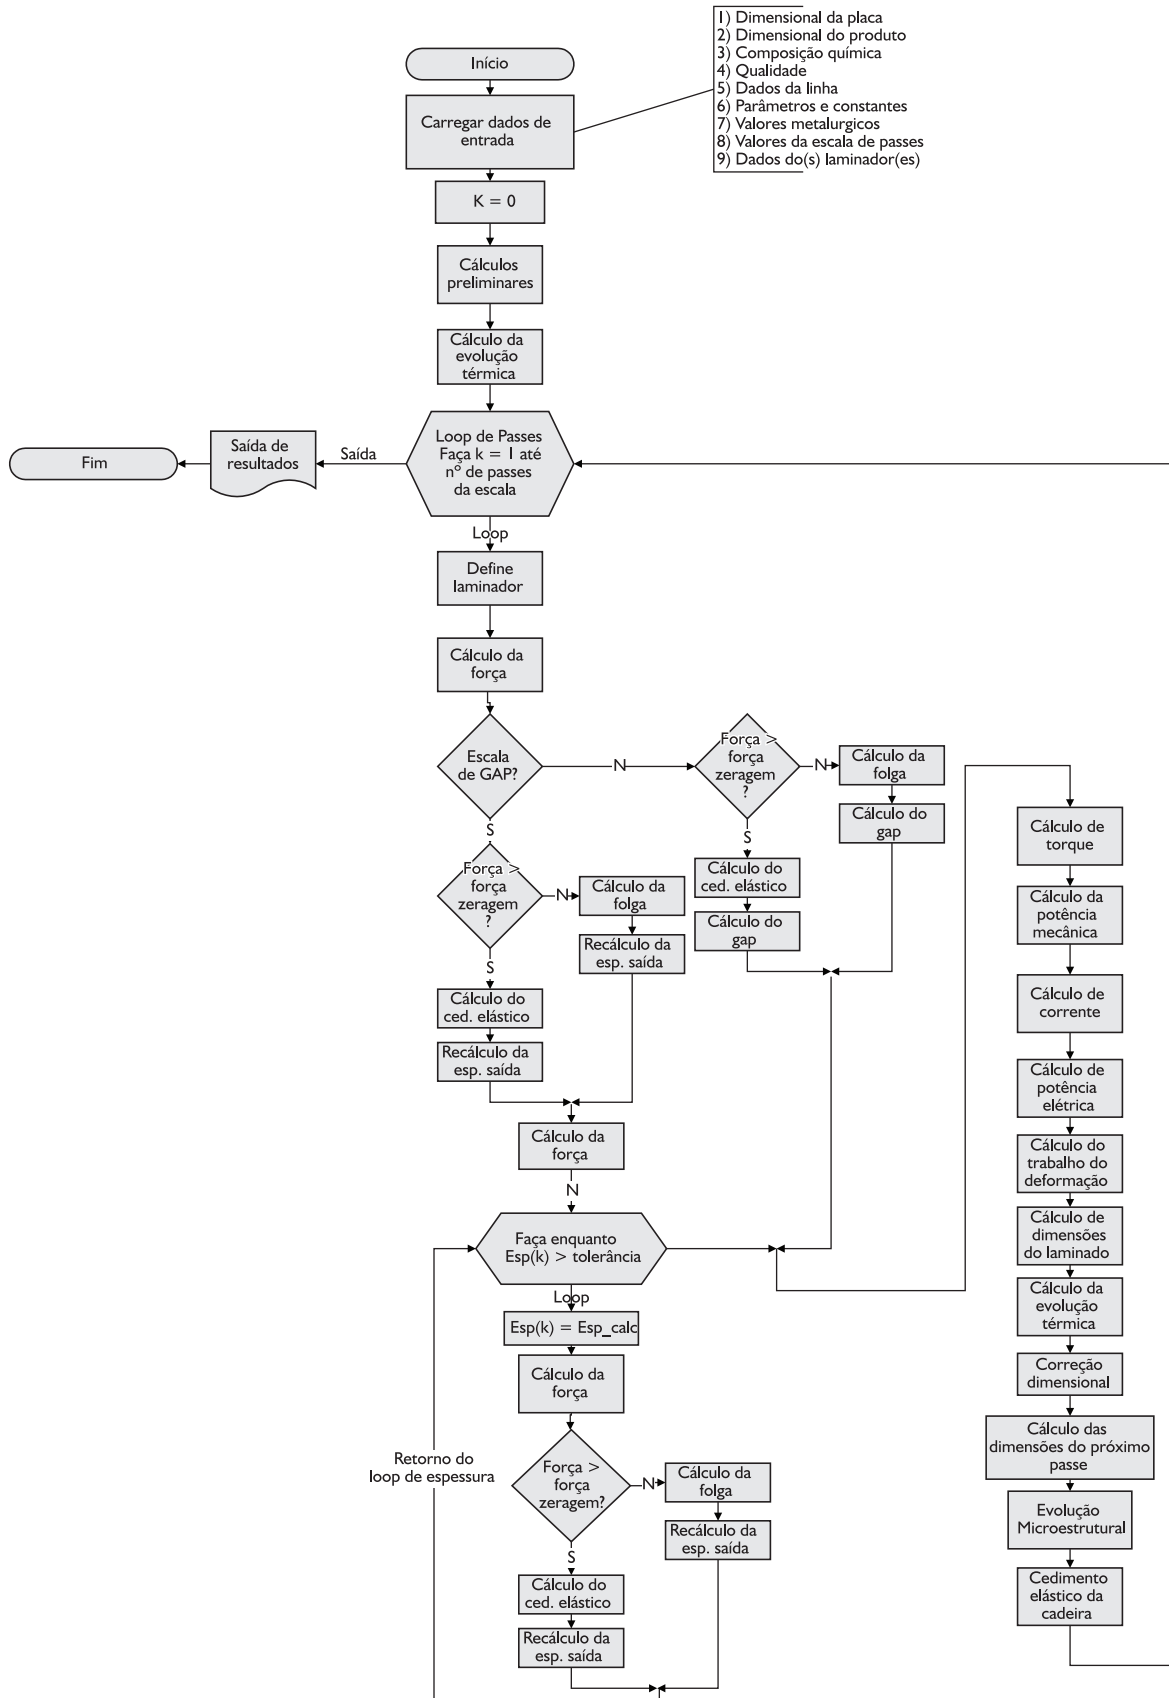 1) Dimensional da placa
2) Dimensional do produto
3) Composição química
4) Qualidade
5) Dados da linha
6) Parâmetros e constantes
7) Valores metalurgicos
8) Valores da escala de passes
9) Dados do(s) laminador(es)
Início
Carregar dados de
entrada
K = 0
Cálculos
preliminares
Cálculo da
evolução
térmica
Loop de Passes
Faça k = 1 até
nº de passes
da escala
Saída
Saída de
resultados
Fim
Loop
Define
laminador
Cálculo da
força
Escala
de GAP?
N
Força >
força
zeragem
?
N
Cálculo da
folga
Cálculo do
gap
S
Cálculo do
ced. elástico
Cálculo do
gap
S
Força >
força
zeragem
?
N
Cálculo da
folga
Recálculo da
esp. saída
S
Cálculo do
ced. elástico
Recálculo da
esp. saída
Cálculo da
força
N
Faça enquanto
Esp(k) > tolerância
Loop
Esp(k) = Esp_calc
Cálculo da
força
Retorno do
loop de espessura
Força >
força
zeragem?
N
Cálculo da
folga
Recálculo da
esp. saída
S
Cálculo do
ced. elástico
Recálculo da
esp. saída
Cálculo de
torque
Cálculo da
potência
mecânica
Cálculo de
corrente
Cálculo de
potência
elétrica
Cálculo do
trabalho do
deformação
Cálculo de
dimensões
do laminado
Cálculo da
evolução
térmica
Correção
dimensional
Cálculo das
dimensões do próximo
passe
Evolução
Microestrutural
Cedimento
elástico da
cadeira